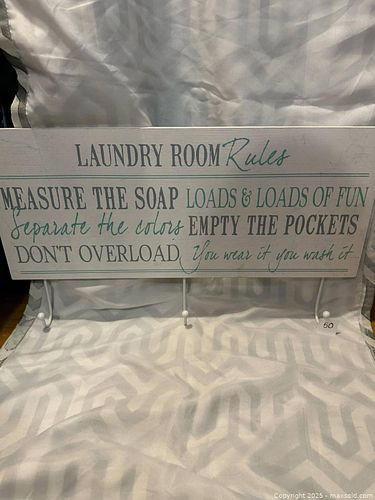 LAUNDRY ROOM Rules
MEASURE THE SOAP LOADS & LOADS OF FUN
Separate the colors EMPTY THE POCKETS
DON'T OVERLOAD You wear it you wash it
50
Copyright 2025 - maxsold.com